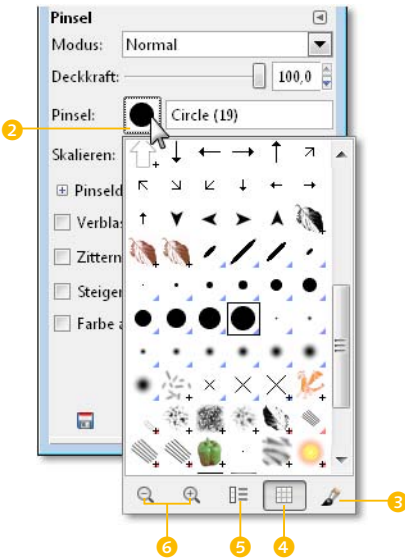 Pinsel
Modus: Normal
Deckkraft: 100,0
Pinsel: Circle (19)
2
Skalieren:
Pinseld
Verblas
Zittern
Steiger
Farbe a
3
6 5 4